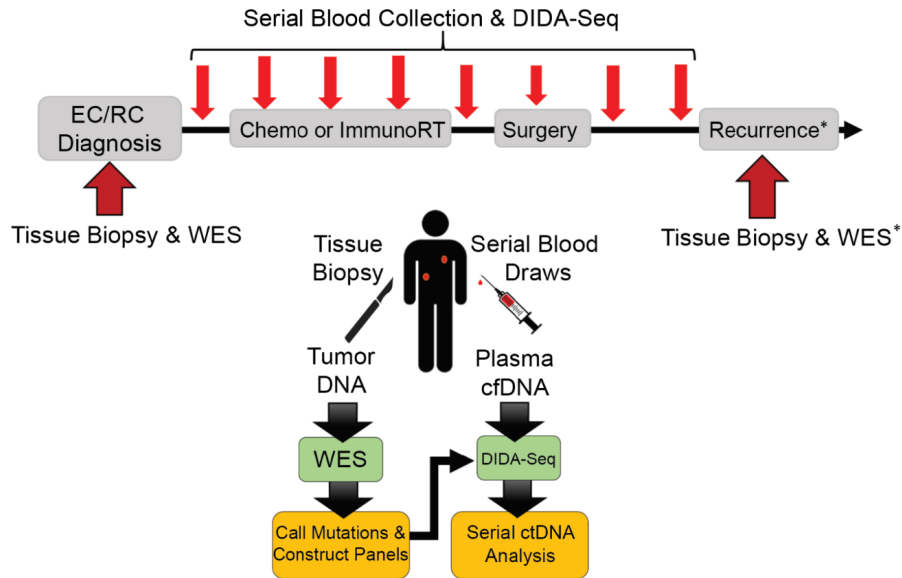 Serial Blood Collection & DIDA-Seq
EC/RC
Diagnosis
Chemo or ImmunoRT
Surgery
Recurrence*
Tissue Biopsy & WES
Tissue Biopsy & WES*
Tissue
Biopsy
Serial Blood
Draws
Tumor
DNA
Plasma
cfDNA
WES
DIDA-Seq
Call Mutations &
Construct Panels
Serial ctDNA
Analysis